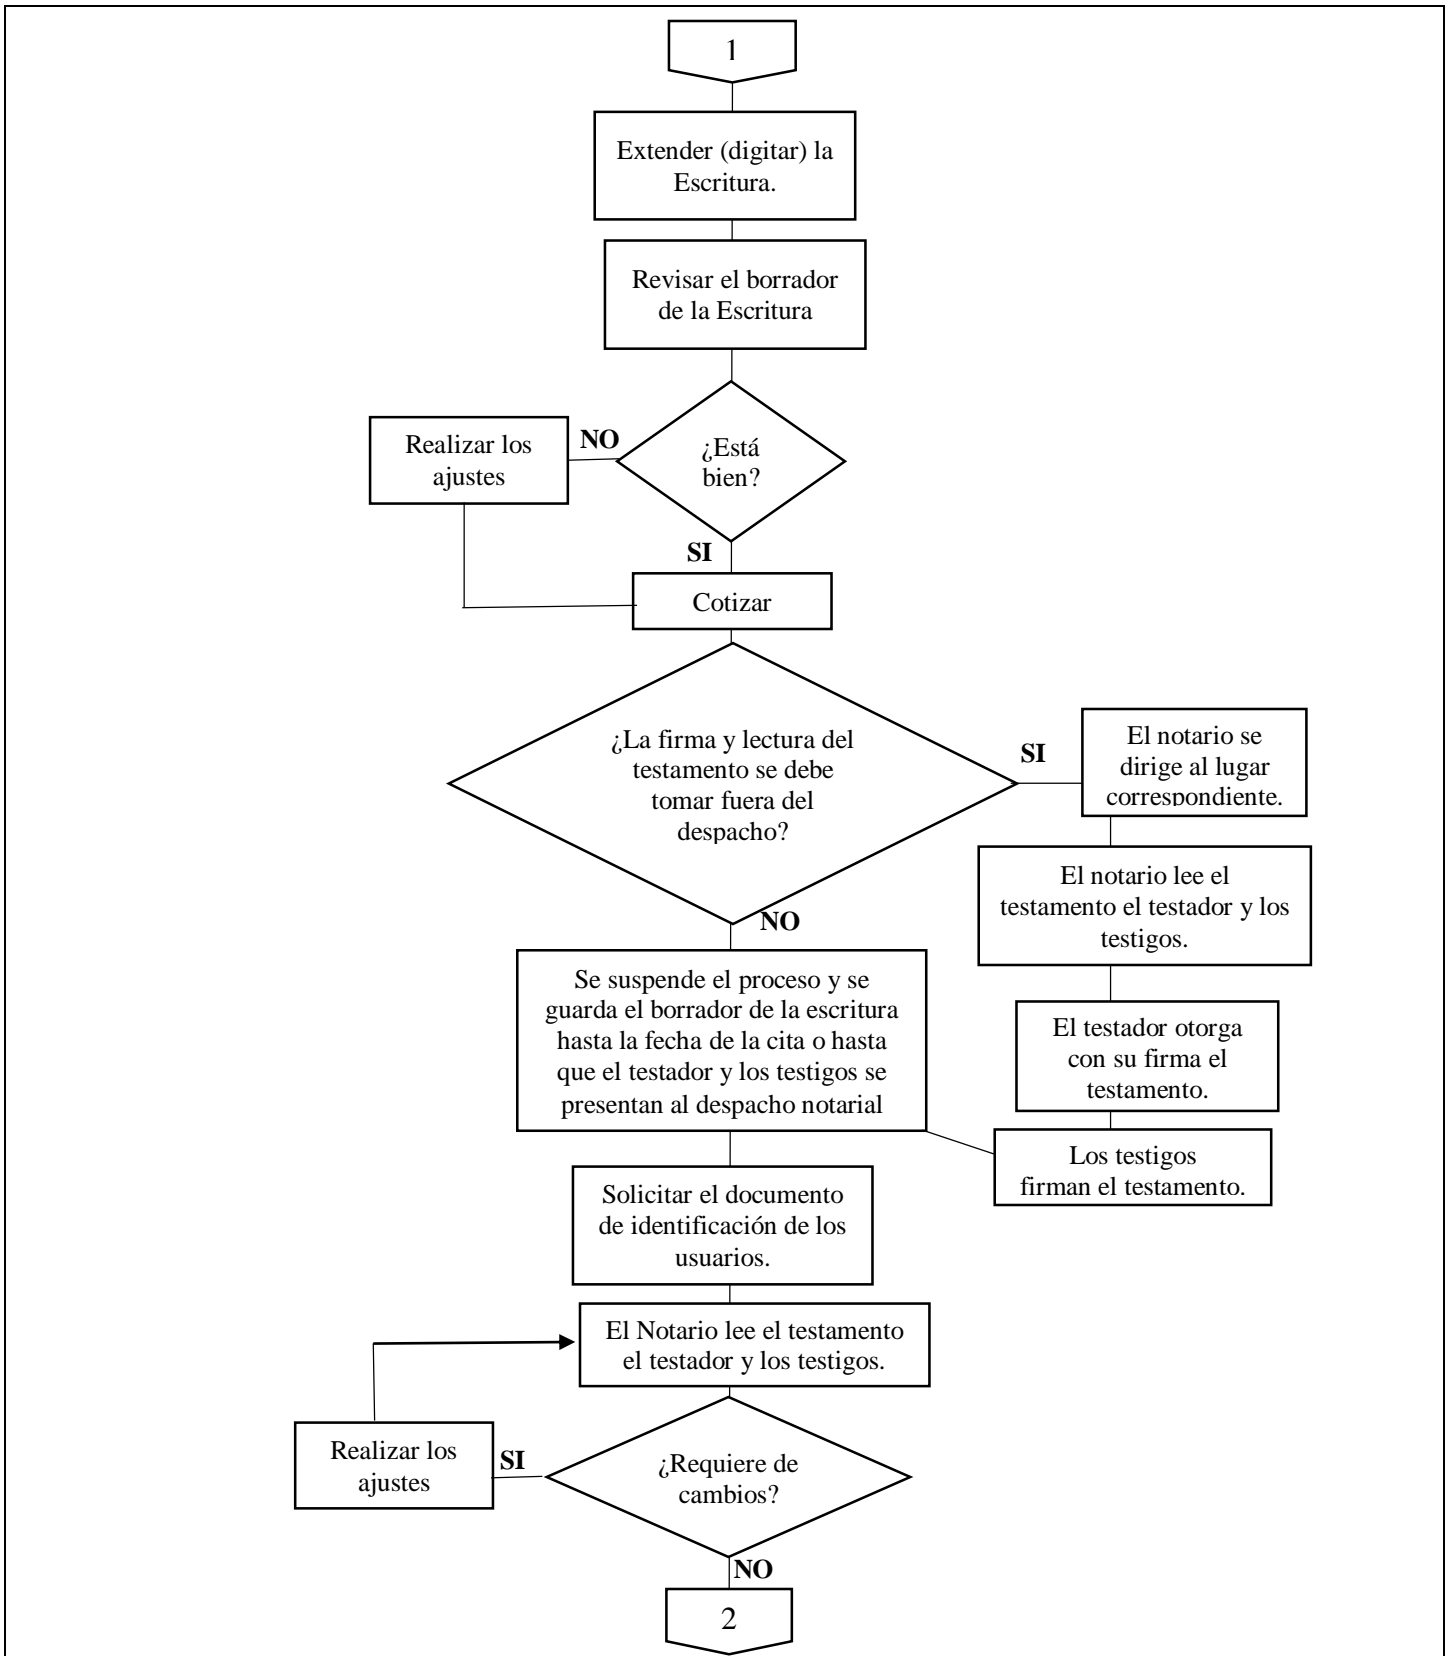 1
Extender (digitar) la
Escritura.
Revisar el borrador
de la Escritura
¿Está
bien?
NO
Realizar los
ajustes
SI
Cotizar
¿La firma y lectura del
testamento se debe
tomar fuera del
despacho?
SI
El notario se
dirige al lugar
correspondiente.
El notario lee el
testamento el testador y los
testigos.
El testador otorga
con su firma el
testamento.
Los testigos
firman el testamento.
NO
Se suspende el proceso y se
guarda el borrador de la escritura
hasta la fecha de la cita o hasta
que el testador y los testigos se
presentan al despacho notarial
Solicitar el documento
de identificación de los
usuarios.
El Notario lee el testamento
el testador y los testigos.
¿Requiere de
cambios?
SI
Realizar los
ajustes
NO
2